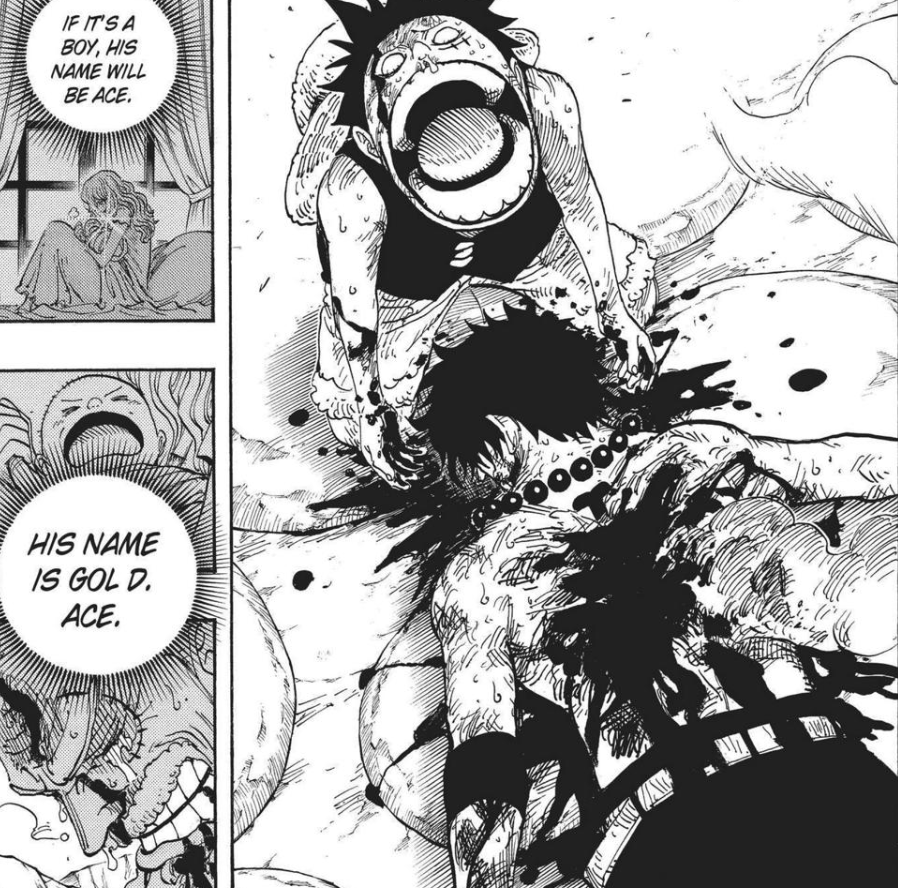 IF IT'S A
BOY, HIS
NAME WILL
BE ACE.
HIS NAME
IS GOL D.
ACE.